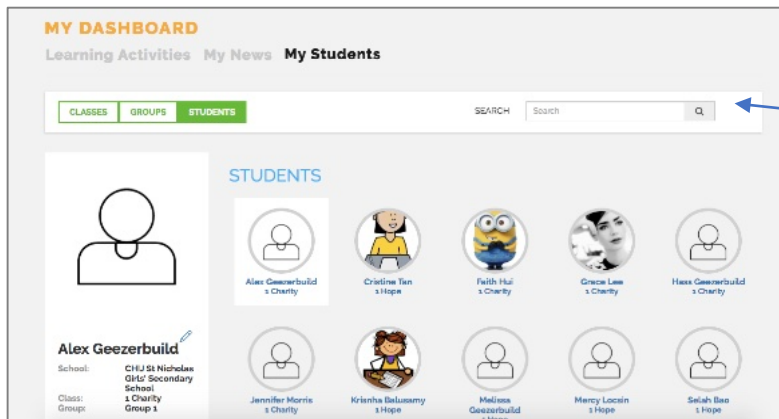 MY DASHBOARD
Learning Activities My News My Students
CLASSES GROUPS STUDENTS SEARCH Search
STUDENTS
Alex Geezerbuild
1 Charity
Cristine Tan
1 Hope
Faith Hui
1 Charity
Grace Lee
1 Charity
Hass Geezerbuild
1 Charity
Alex Geezerbuild
School: CHIJ St Nicholas
Girls' Secondary
School
Class: 1 Charity
Group: Group 1
Jennifer Morris
1 Charity
Krisnha Balusamy
1 Hope
Melissa
Geezerbuild
1 Hope
Mercy Locsin
1 Hope
Selah Bao
1 Hope